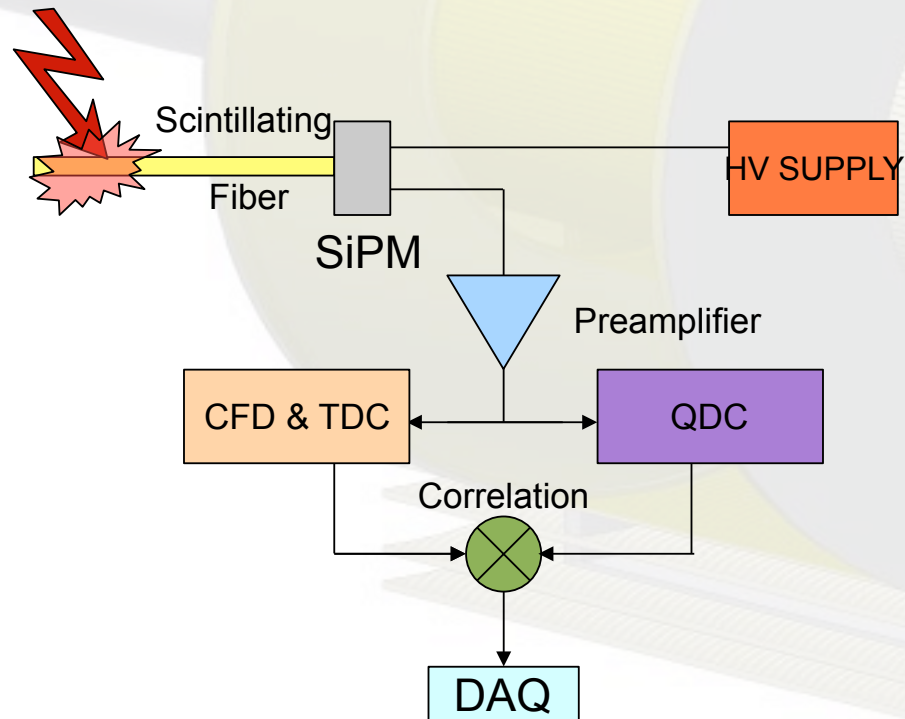 Scintillating
Fiber
HV SUPPLY
SiPM
Preamplifier
CFD & TDC
QDC
Correlation
DAQ